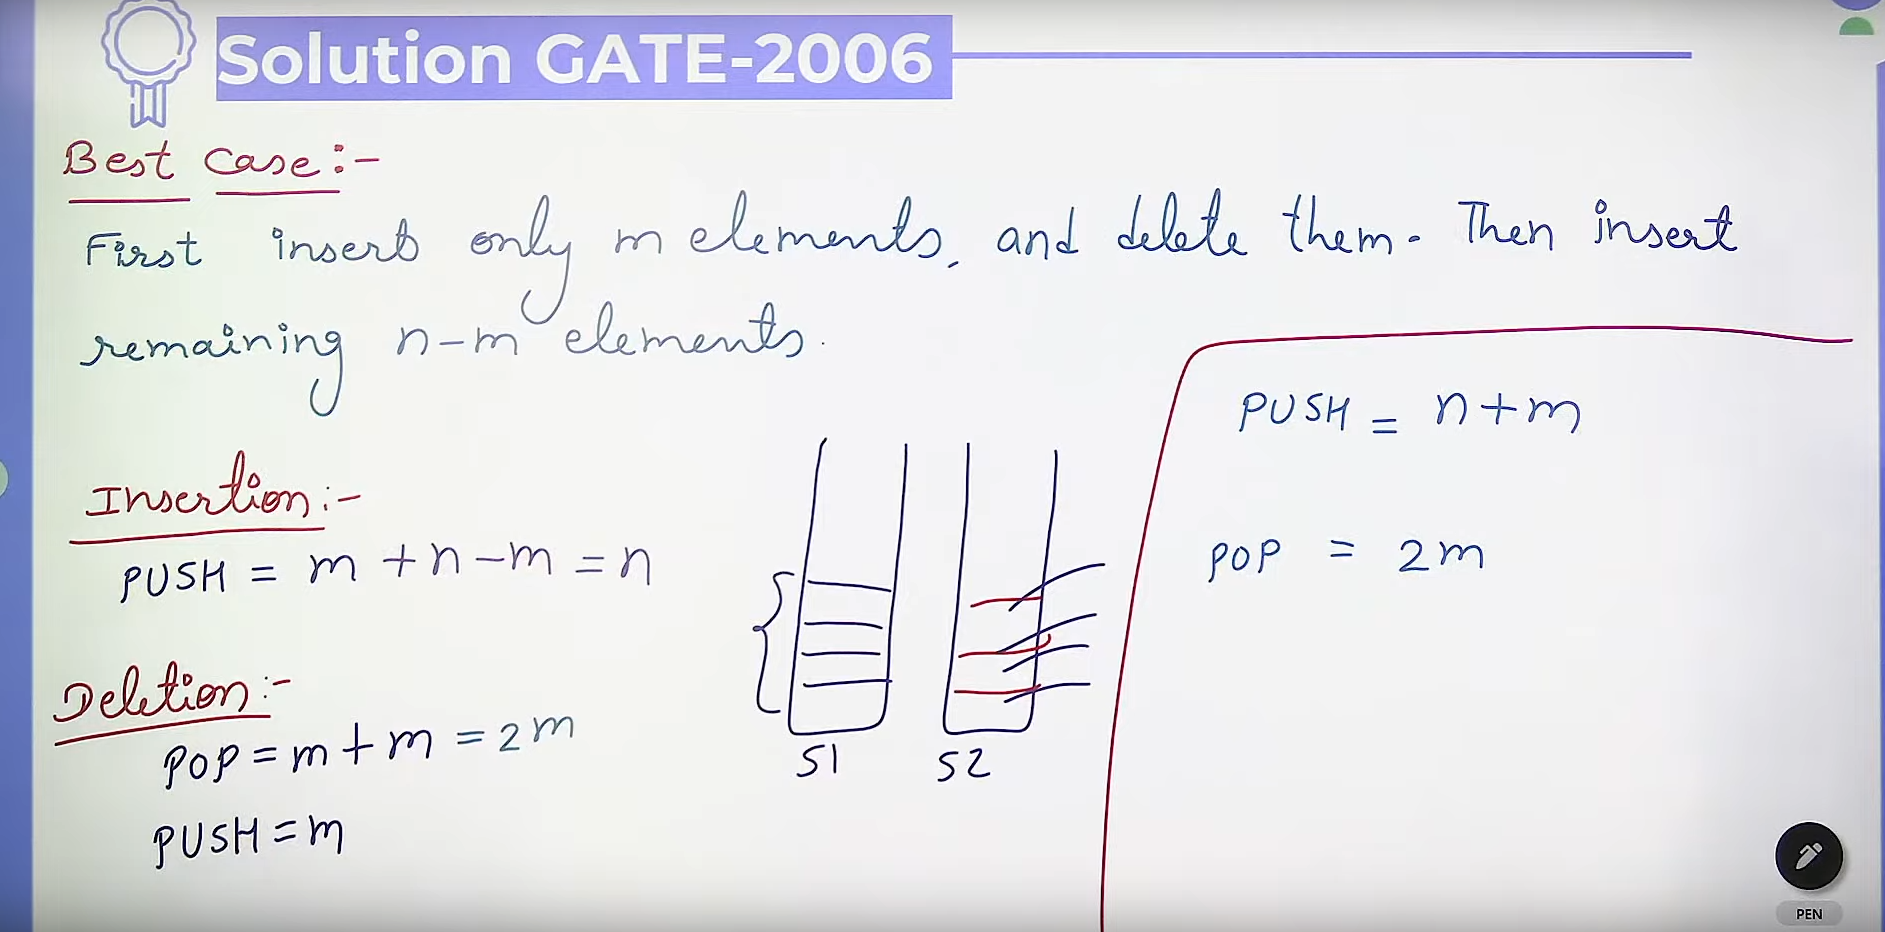 Solution GATE-2006
Best Case:-
First insert only m elements, and delete them. Then insert
remaining n-m elements.
Insertion:-
PUSH = m + n - m = n
Deletion:-
POP = m + m = 2m
PUSH = m
S1 S2
PUSH = n+m
POP = 2m
PEN